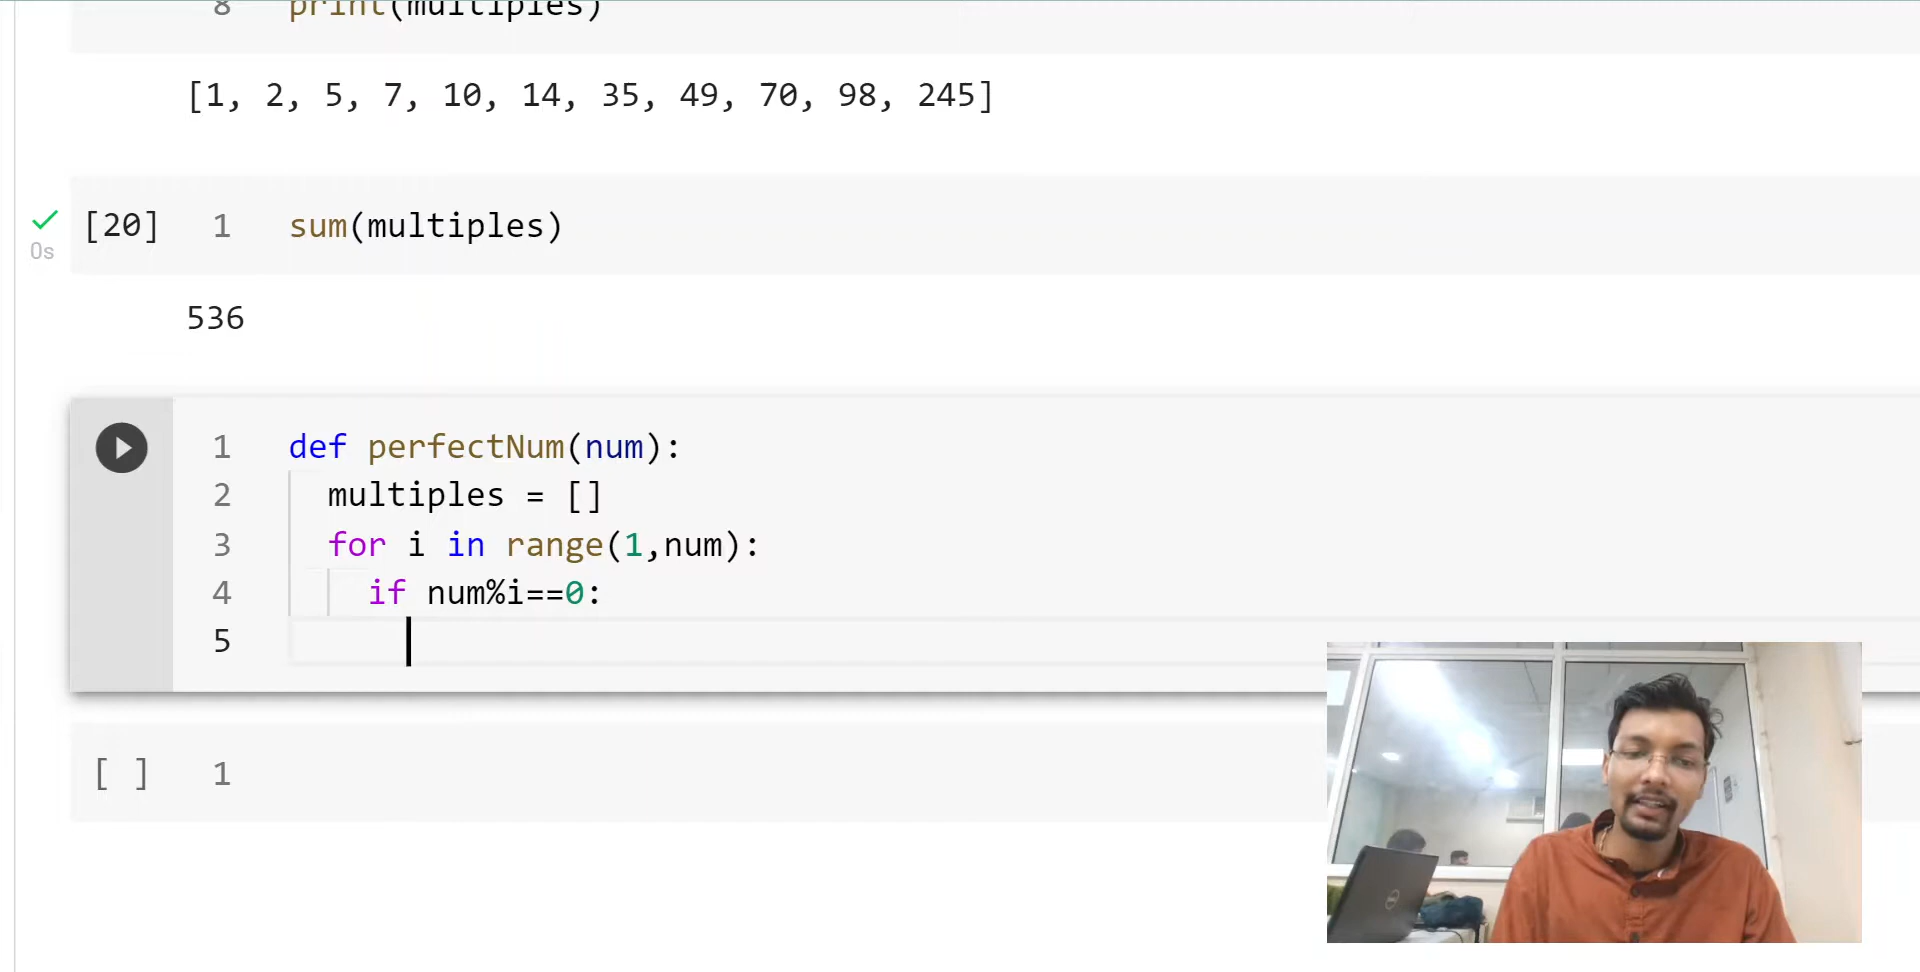 8 print(multiples)
[1, 2, 5, 7, 10, 14, 35, 49, 70, 98, 245]
[20] 1 sum(multiples)
0s
536
1 def perfectNum(num):
2 multiples = []
3 for i in range(1,num):
4 if num%i==0:
5
[ ] 1